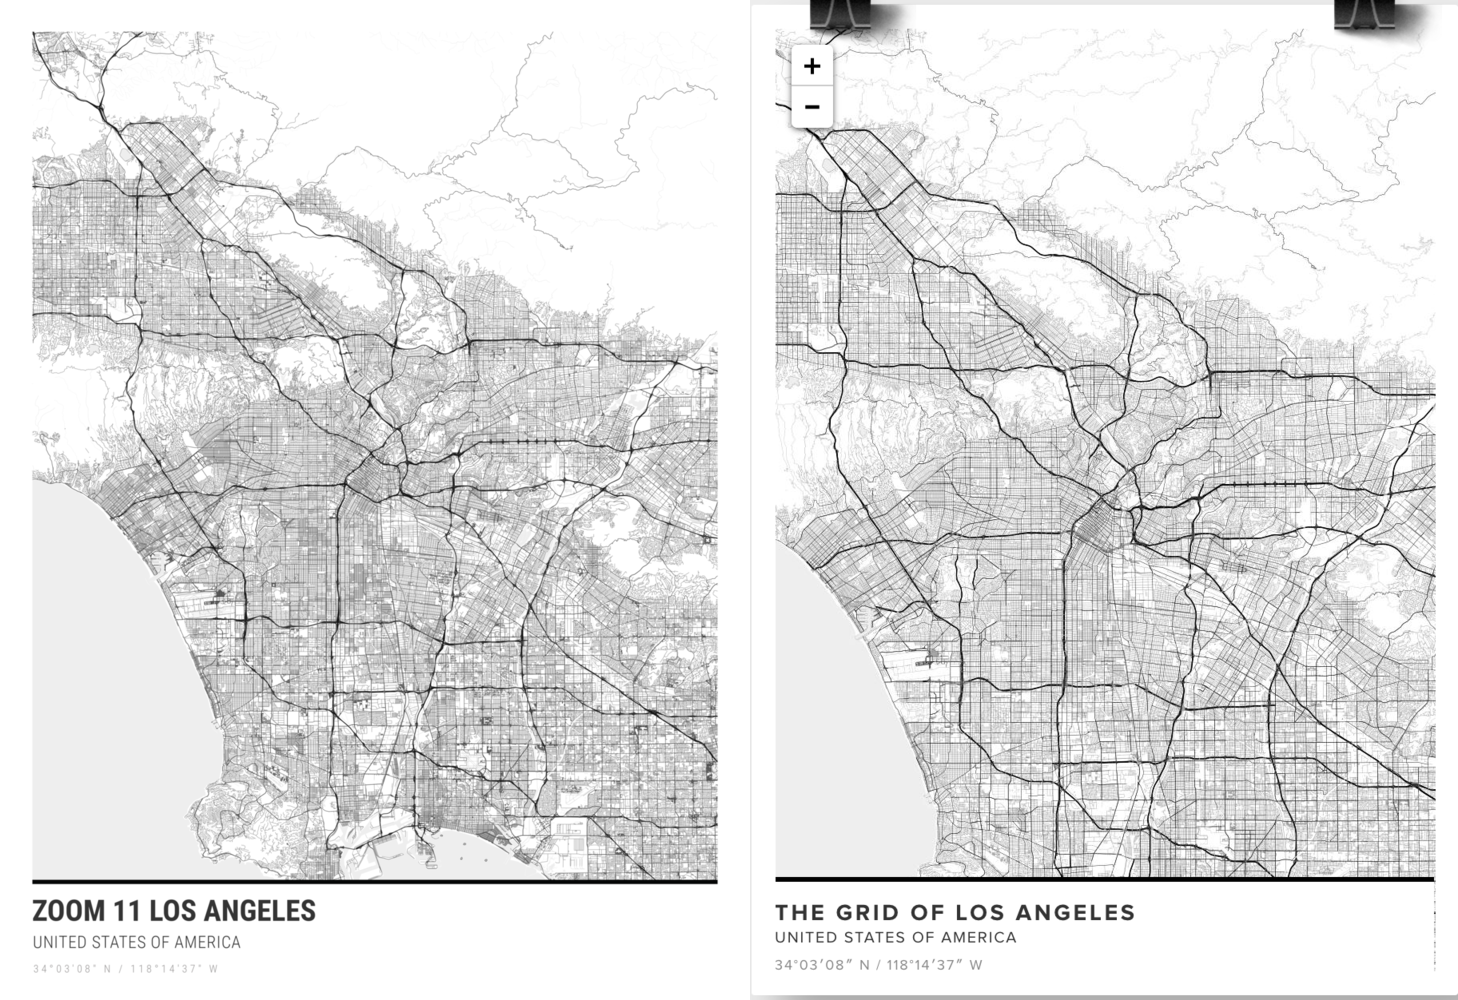 +
−
ZOOM 11 LOS ANGELES
UNITED STATES OF AMERICA
34°03'08" N / 118°14'37" W
THE GRID OF LOS ANGELES
UNITED STATES OF AMERICA
34°03′08″ N / 118°14′37″ W